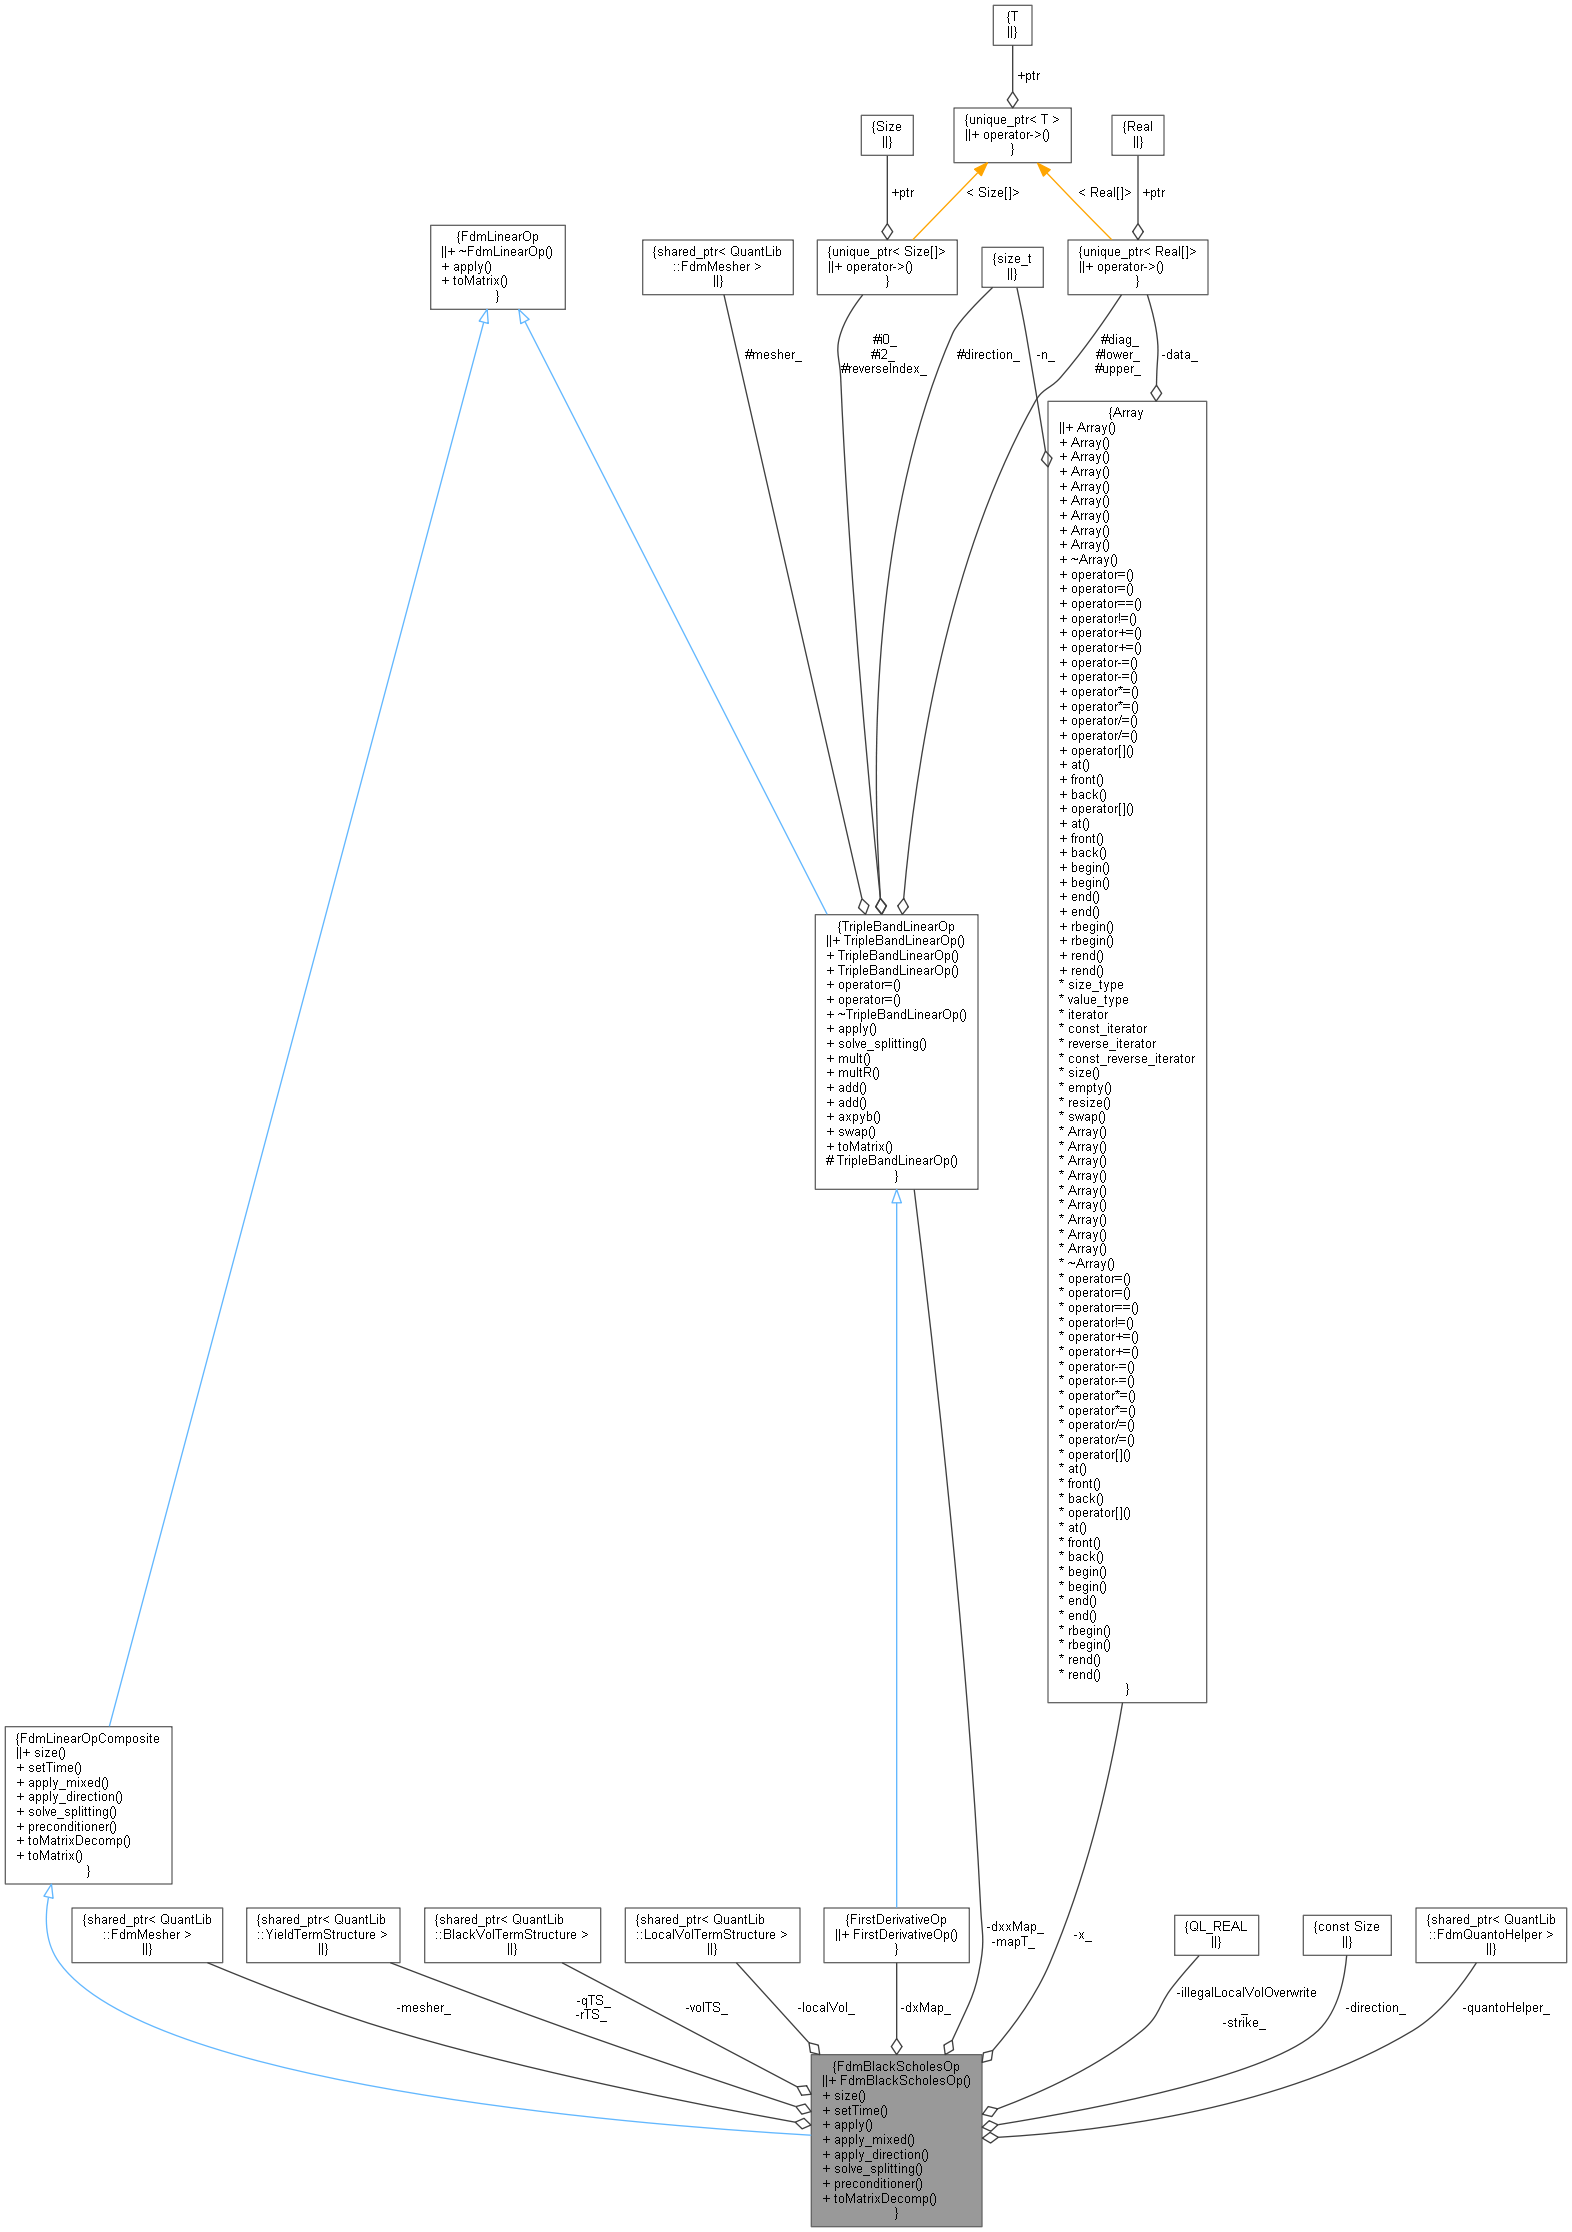 {T
||}
+ptr
{Size
||}
{unique_ptr< T >
||+ operator->()
}
{Real
||}
+ptr
< Size[]>
< Real[]>
+ptr
{FdmLinearOp
||+ ~FdmLinearOp()
+ apply()
+ toMatrix()
}
{shared_ptr< QuantLib
::FdmMesher >
||}
{unique_ptr< Size[]>
||+ operator->()
}
{size_t
||}
{unique_ptr< Real[]>
||+ operator->()
}
#mesher_
#i0_
#i2_
#reverseIndex_
#direction_
-n_
#diag_
#lower_
#upper_
-data_
{Array
||+ Array()
+ Array()
+ Array()
+ Array()
+ Array()
+ Array()
+ Array()
+ Array()
+ Array()
+ ~Array()
+ operator=()
+ operator=()
+ operator==()
+ operator!=()
+ operator+=()
+ operator+=()
+ operator-=()
+ operator-=()
+ operator*=()
+ operator*=()
+ operator/=()
+ operator/=()
+ operator[]()
+ at()
+ front()
+ back()
+ operator[]()
+ at()
+ front()
+ back()
+ begin()
+ begin()
+ end()
+ end()
+ rbegin()
+ rbegin()
+ rend()
+ rend()
* size_type
* value_type
* iterator
* const_iterator
* reverse_iterator
* const_reverse_iterator
* size()
* empty()
* resize()
* swap()
* Array()
* Array()
* Array()
* Array()
* Array()
* Array()
* Array()
* Array()
* Array()
* ~Array()
* operator=()
* operator=()
* operator==()
* operator!=()
* operator+=()
* operator+=()
* operator-=()
* operator-=()
* operator*=()
* operator*=()
* operator/=()
* operator/=()
* operator[]()
* at()
* front()
* back()
* operator[]()
* at()
* front()
* back()
* begin()
* begin()
* end()
* end()
* rbegin()
* rbegin()
* rend()
* rend()
}
{TripleBandLinearOp
||+ TripleBandLinearOp()
+ TripleBandLinearOp()
+ TripleBandLinearOp()
+ operator=()
+ operator=()
+ ~TripleBandLinearOp()
+ apply()
+ solve_splitting()
+ mult()
+ multR()
+ add()
+ add()
+ axpyb()
+ swap()
+ toMatrix()
# TripleBandLinearOp()
}
{FdmLinearOpComposite
||+ size()
+ setTime()
+ apply_mixed()
+ apply_direction()
+ solve_splitting()
+ preconditioner()
+ toMatrixDecomp()
+ toMatrix()
}
{shared_ptr< QuantLib
::FdmMesher >
||}
{shared_ptr< QuantLib
::YieldTermStructure >
||}
{shared_ptr< QuantLib
::BlackVolTermStructure >
||}
{shared_ptr< QuantLib
::LocalVolTermStructure >
||}
{FirstDerivativeOp
||+ FirstDerivativeOp()
}
-dxxMap_
-mapT_
-x_
{QL_REAL
||}
{const Size
||}
{shared_ptr< QuantLib
::FdmQuantoHelper >
||}
-mesher_
-qTS_
-rTS_
-volTS_
-localVol_
-dxMap_
-illegalLocalVolOverwrite
_
-strike_
-direction_
-quantoHelper_
{FdmBlackScholesOp
||+ FdmBlackScholesOp()
+ size()
+ setTime()
+ apply()
+ apply_mixed()
+ apply_direction()
+ solve_splitting()
+ preconditioner()
+ toMatrixDecomp()
}